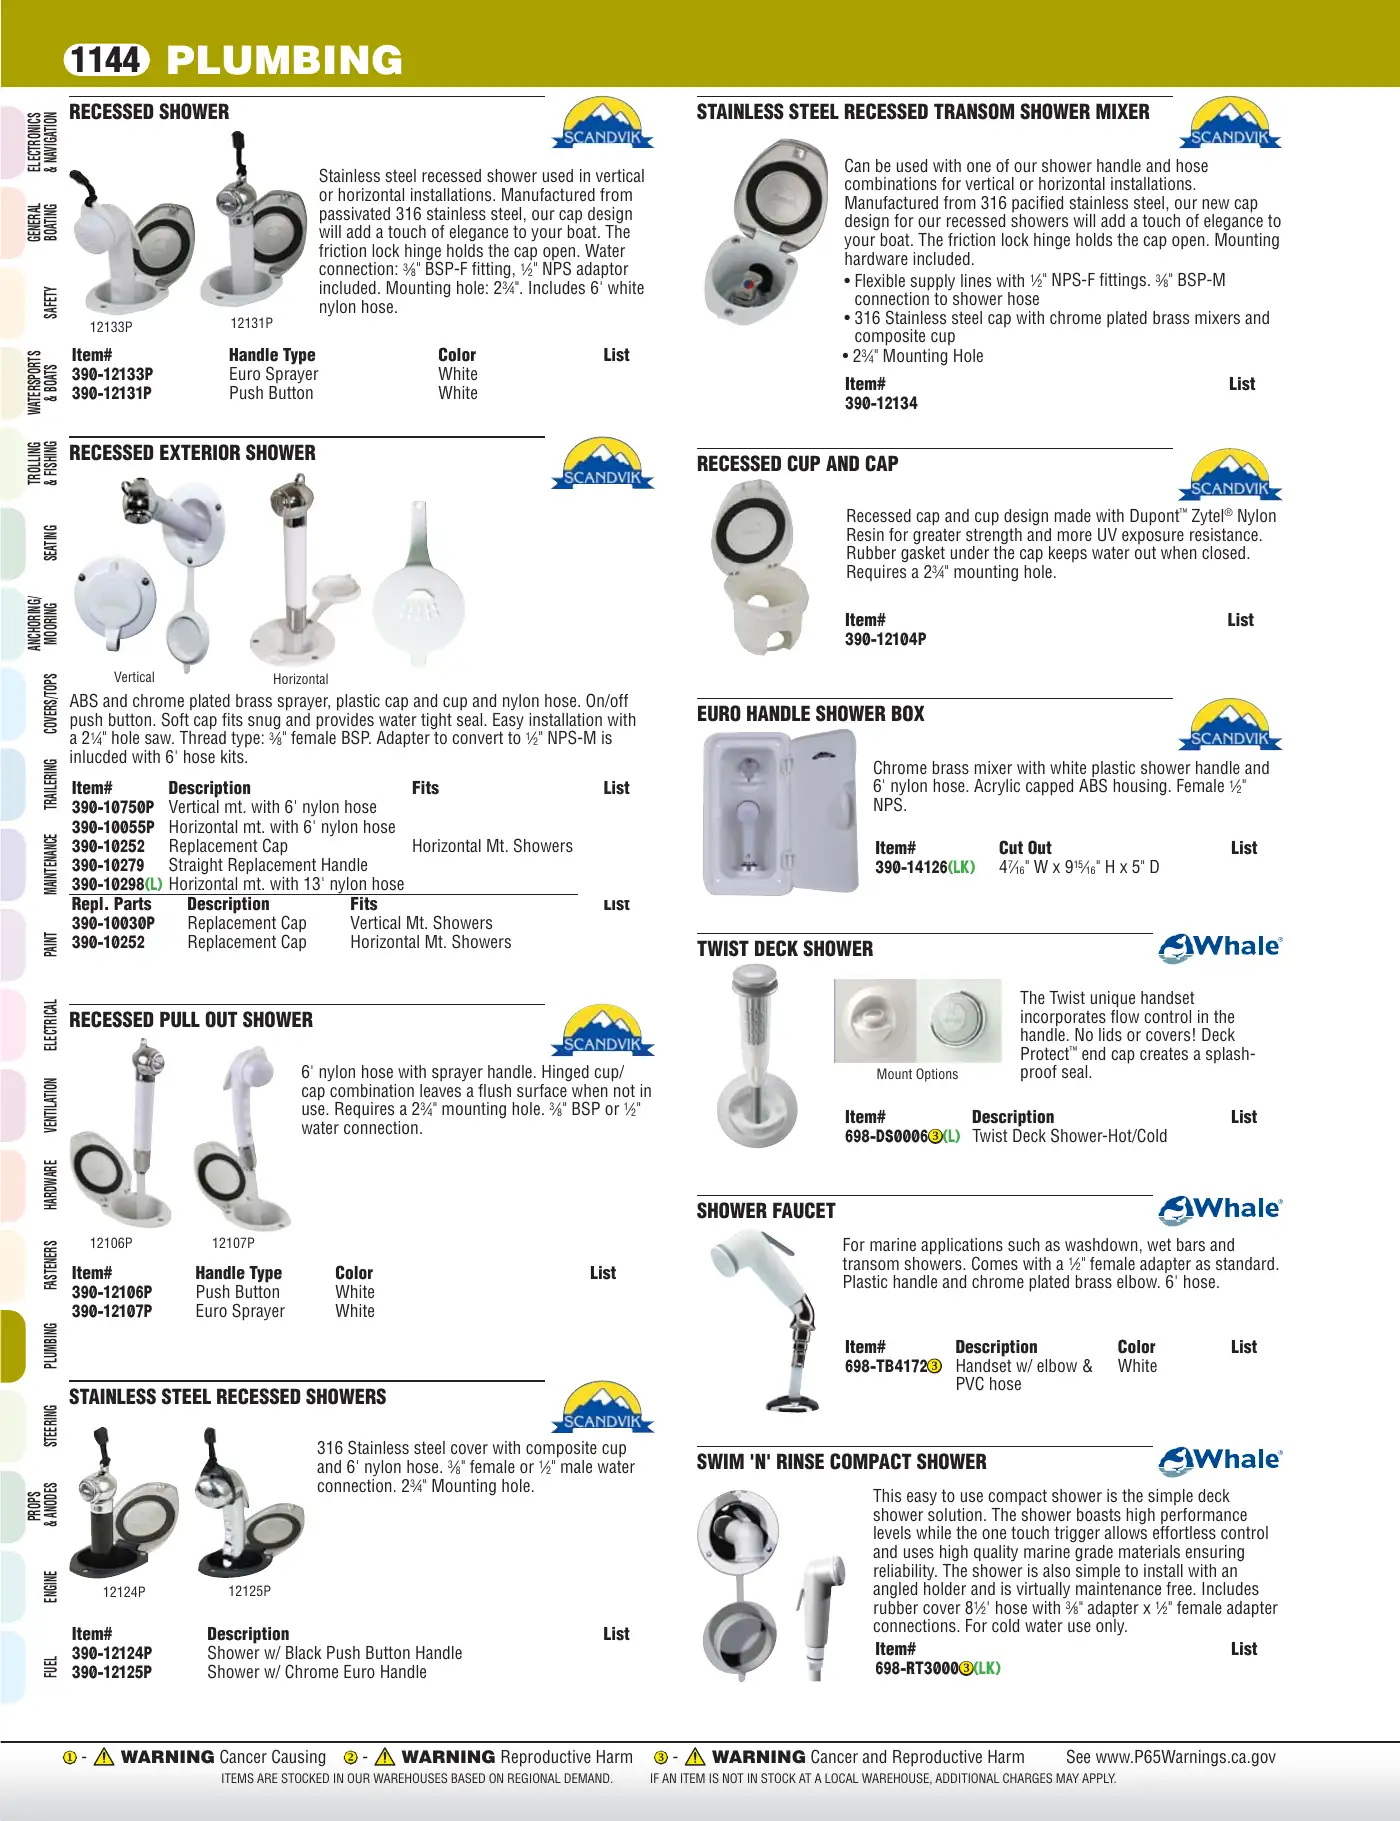 1144 PLUMBING
ELECTRONICS
& NAVIGATION
GENERAL
BOATING
SAFETY
WATERSPORTS
& BOATS
TROLLING
& FISHING
SEATING
ANCHORING/
MOORING
COVERS/TOPS
TRAILERING
MAINTENANCE
PAINT
ELECTRICAL
VENTILATION
HARDWARE
FASTENERS
PLUMBING
STEERING
PROPS
& ANODES
ENGINE
FUEL
RECESSED SHOWER
SCANDVIK
Stainless steel recessed shower used in vertical
or horizontal installations. Manufactured from
passivated 316 stainless steel, our cap design
will add a touch of elegance to your boat. The
friction lock hinge holds the cap open. Water
connection: ⅜" BSP-F fitting, ½" NPS adaptor
included. Mounting hole: 2¾". Includes 6' white
nylon hose.
12133P 12131P
Item# Handle Type Color List
390-12133P Euro Sprayer White
390-12131P Push Button White
RECESSED EXTERIOR SHOWER
SCANDVIK
Vertical Horizontal
ABS and chrome plated brass sprayer, plastic cap and cup and nylon hose. On/off
push button. Soft cap fits snug and provides water tight seal. Easy installation with
a 2¼" hole saw. Thread type: ⅜" female BSP. Adapter to convert to ½" NPS-M is
inlucded with 6' hose kits.
Item# Description Fits List
390-10750P Vertical mt. with 6' nylon hose
390-10055P Horizontal mt. with 6' nylon hose
390-10252 Replacement Cap Horizontal Mt. Showers
390-10279 Straight Replacement Handle
390-10298(L) Horizontal mt. with 13' nylon hose
Repl. Parts Description Fits List
390-10030P Replacement Cap Vertical Mt. Showers
390-10252 Replacement Cap Horizontal Mt. Showers
RECESSED PULL OUT SHOWER
SCANDVIK
6' nylon hose with sprayer handle. Hinged cup/
cap combination leaves a flush surface when not in
use. Requires a 2¾" mounting hole. ⅜" BSP or ½"
water connection.
12106P 12107P
Item# Handle Type Color List
390-12106P Push Button White
390-12107P Euro Sprayer White
STAINLESS STEEL RECESSED SHOWERS
SCANDVIK
316 Stainless steel cover with composite cup
and 6' nylon hose. ⅜" female or ½" male water
connection. 2¾" Mounting hole.
12124P 12125P
Item# Description List
390-12124P Shower w/ Black Push Button Handle
390-12125P Shower w/ Chrome Euro Handle
STAINLESS STEEL RECESSED TRANSOM SHOWER MIXER
SCANDVIK
Can be used with one of our shower handle and hose
combinations for vertical or horizontal installations.
Manufactured from 316 pacified stainless steel, our new cap
design for our recessed showers will add a touch of elegance to
your boat. The friction lock hinge holds the cap open. Mounting
hardware included.
• Flexible supply lines with ½" NPS-F fittings. ⅜" BSP-M
connection to shower hose
• 316 Stainless steel cap with chrome plated brass mixers and
composite cup
• 2¾" Mounting Hole
Item# List
390-12134
RECESSED CUP AND CAP
SCANDVIK
Recessed cap and cup design made with Dupont™ Zytel® Nylon
Resin for greater strength and more UV exposure resistance.
Rubber gasket under the cap keeps water out when closed.
Requires a 2¾" mounting hole.
Item# List
390-12104P
EURO HANDLE SHOWER BOX
SCANDVIK
Chrome brass mixer with white plastic shower handle and
6' nylon hose. Acrylic capped ABS housing. Female ½"
NPS.
Item# Cut Out List
390-14126(LK) 4⁷⁄₁₆" W x 9¹⁵⁄₁₆" H x 5" D
TWIST DECK SHOWER
Whale®
The Twist unique handset
incorporates flow control in the
handle. No lids or covers! Deck
Protect™ end cap creates a splash-
proof seal.
Mount Options
Item# Description List
698-DS0006 3 (L) Twist Deck Shower-Hot/Cold
SHOWER FAUCET
Whale®
For marine applications such as washdown, wet bars and
transom showers. Comes with a ½" female adapter as standard.
Plastic handle and chrome plated brass elbow. 6' hose.
Item# Description Color List
698-TB4172 3 Handset w/ elbow & White
PVC hose
SWIM 'N' RINSE COMPACT SHOWER
Whale®
This easy to use compact shower is the simple deck
shower solution. The shower boasts high performance
levels while the one touch trigger allows effortless control
and uses high quality marine grade materials ensuring
reliability. The shower is also simple to install with an
angled holder and is virtually maintenance free. Includes
rubber cover 8½' hose with ⅜" adapter x ½" female adapter
connections. For cold water use only.
Item# List
698-RT3000 3 (LK)
1 - ⚠ WARNING Cancer Causing 2 - ⚠ WARNING Reproductive Harm 3 - ⚠ WARNING Cancer and Reproductive Harm See www.P65Warnings.ca.gov
ITEMS ARE STOCKED IN OUR WAREHOUSES BASED ON REGIONAL DEMAND. IF AN ITEM IS NOT IN STOCK AT A LOCAL WAREHOUSE, ADDITIONAL CHARGES MAY APPLY.